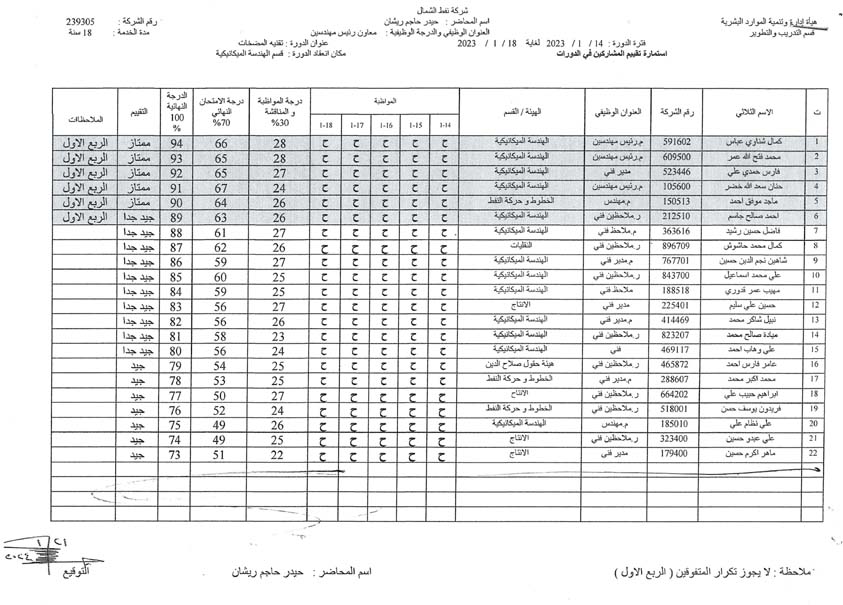 شركة نفط الشمال
هيأة إدارة وتنمية الموارد البشرية
اسم المحاضر : حيدر حاجم ريشان
رقم الشركة : 239305
قسم التدريب والتطوير
العنوان الوظيفي والدرجة الوظيفية : معاون رئيس مهندسين
مدة الخدمة : 18 سنة
فترة الدورة : 14 / 1 / 2023 لغاية 18 / 1 / 2023
عنوان الدورة : تقنيه المضخات
استمارة تقييم المشاركين في الدورات
مكان انعقاد الدورة : قسم الهندسة الميكانيكية
ت الاسم الثلاثي رقم الشركة العنوان الوظيفي الهيئة / القسم المواظبة درجة المواظبة و المناقشة 30% درجة الامتحان النهائي 70% الدرجة النهائية 100 % التقييم الملاحظات
1-14 1-15 1-16 1-17 1-18
1 كمال شناوي عباس 591602 م.رئيس مهندسين الهندسة الميكانيكية ح ح ح ح ح 28 66 94 ممتاز الربع الاول
2 محمد فتح الله عمر 609500 م.رئيس مهندسين الهندسة الميكانيكية ح ح ح ح ح 28 65 93 ممتاز الربع الاول
3 فارس حمدي علي 523446 مدير فني الهندسة الميكانيكية ح ح ح ح ح 27 65 92 ممتاز الربع الاول
4 حنان سعد الله خضر 105600 م.رئيس مهندسين الهندسة الميكانيكية ح ح ح ح ح 24 67 91 ممتاز الربع الاول
5 ماجد موفق احمد 150513 م.مهندس الخطوط و حركة النفط ح ح ح ح ح 26 64 90 ممتاز الربع الاول
6 احمد صالح جاسم 212510 ر.ملاحظين فني الهندسة الميكانيكية ح ح ح ح ح 26 63 89 جيد جدا الربع الاول
7 فاضل حسين رشيد 363616 م.ملاحظ فني الهندسة الميكانيكية ح ح ح ح ح 27 61 88 جيد جدا
8 كمال محمد حاشوش 896709 ر.ملاحظين فني النقليات ح ح ح ح ح 26 62 87 جيد جدا
9 شاهين نجم الدين حسين 767701 م.مدير فني الهندسة الميكانيكية ح ح ح ح ح 27 59 86 جيد جدا
10 علي محمد اسماعيل 843700 ر.ملاحظين فني الهندسة الميكانيكية ح ح ح ح ح 25 60 85 جيد جدا
11 مهيب عمر قدوري 188518 ملاحظ فني الهندسة الميكانيكية ح ح ح ح ح 25 59 84 جيد جدا
12 حسين علي سليم 225401 مدير فني الانتاج ح ح ح ح ح 27 56 83 جيد جدا
13 نبيل شاكر محمد 414469 م.مدير فني الهندسة الميكانيكية ح ح ح ح ح 26 56 82 جيد جدا
14 ميادة صالح محمد 823207 ر.ملاحظين فني الهندسة الميكانيكية ح ح ح ح ح 23 58 81 جيد جدا
15 علي وهاب احمد 469117 فني الهندسة الميكانيكية ح ح ح ح ح 24 56 80 جيد جدا
16 عامر فارس احمد 465872 ر.ملاحظين فني هيئة حقول صلاح الدين ح ح ح ح ح 25 54 79 جيد
17 محمد اكبر محمد 288607 م.مدير فني الخطوط و حركة النفط ح ح ح ح ح 25 53 78 جيد
18 ابراهيم حبيب علي 664202 ر.ملاحظين فني الانتاج ح ح ح ح ح 27 50 77 جيد
19 فريدون يوسف حسن 518001 ر.ملاحظين فني الخطوط و حركة النفط ح ح ح ح ح 24 52 76 جيد
20 علي نظام علي 185010 م.مهندس الهندسة الميكانيكية ح ح ح ح ح 26 49 75 جيد
21 علي عبدو حسين 323400 ر.ملاحظين فني الانتاج ح ح ح ح ح 25 49 74 جيد
22 ماهر اكرم حسين 179400 مدير فني الانتاج ح ح ح ح ح 22 51 73 جيد
ملاحظة : لا يجوز تكرار المتفوقين ( الربع الاول )
اسم المحاضر : حيدر حاجم ريشان
التوقيع